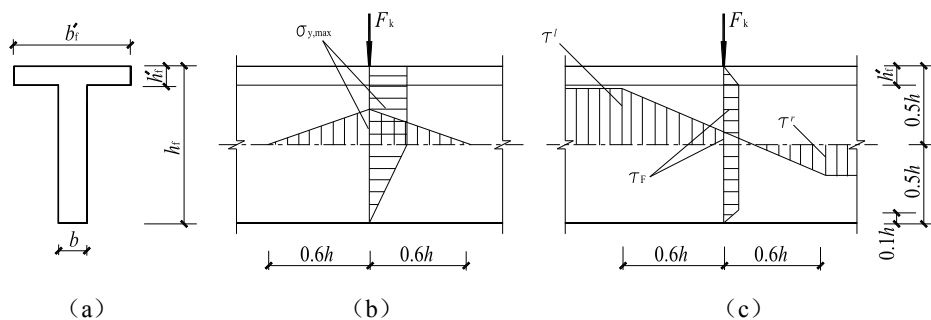 b′f
h′f
hf
b
(a)
Fk
σy,max
0.6h
0.6h
(b)
Fk
τl
τr
τF
h′f
0.5h
0.5h
0.1h
0.6h
0.6h
(c)